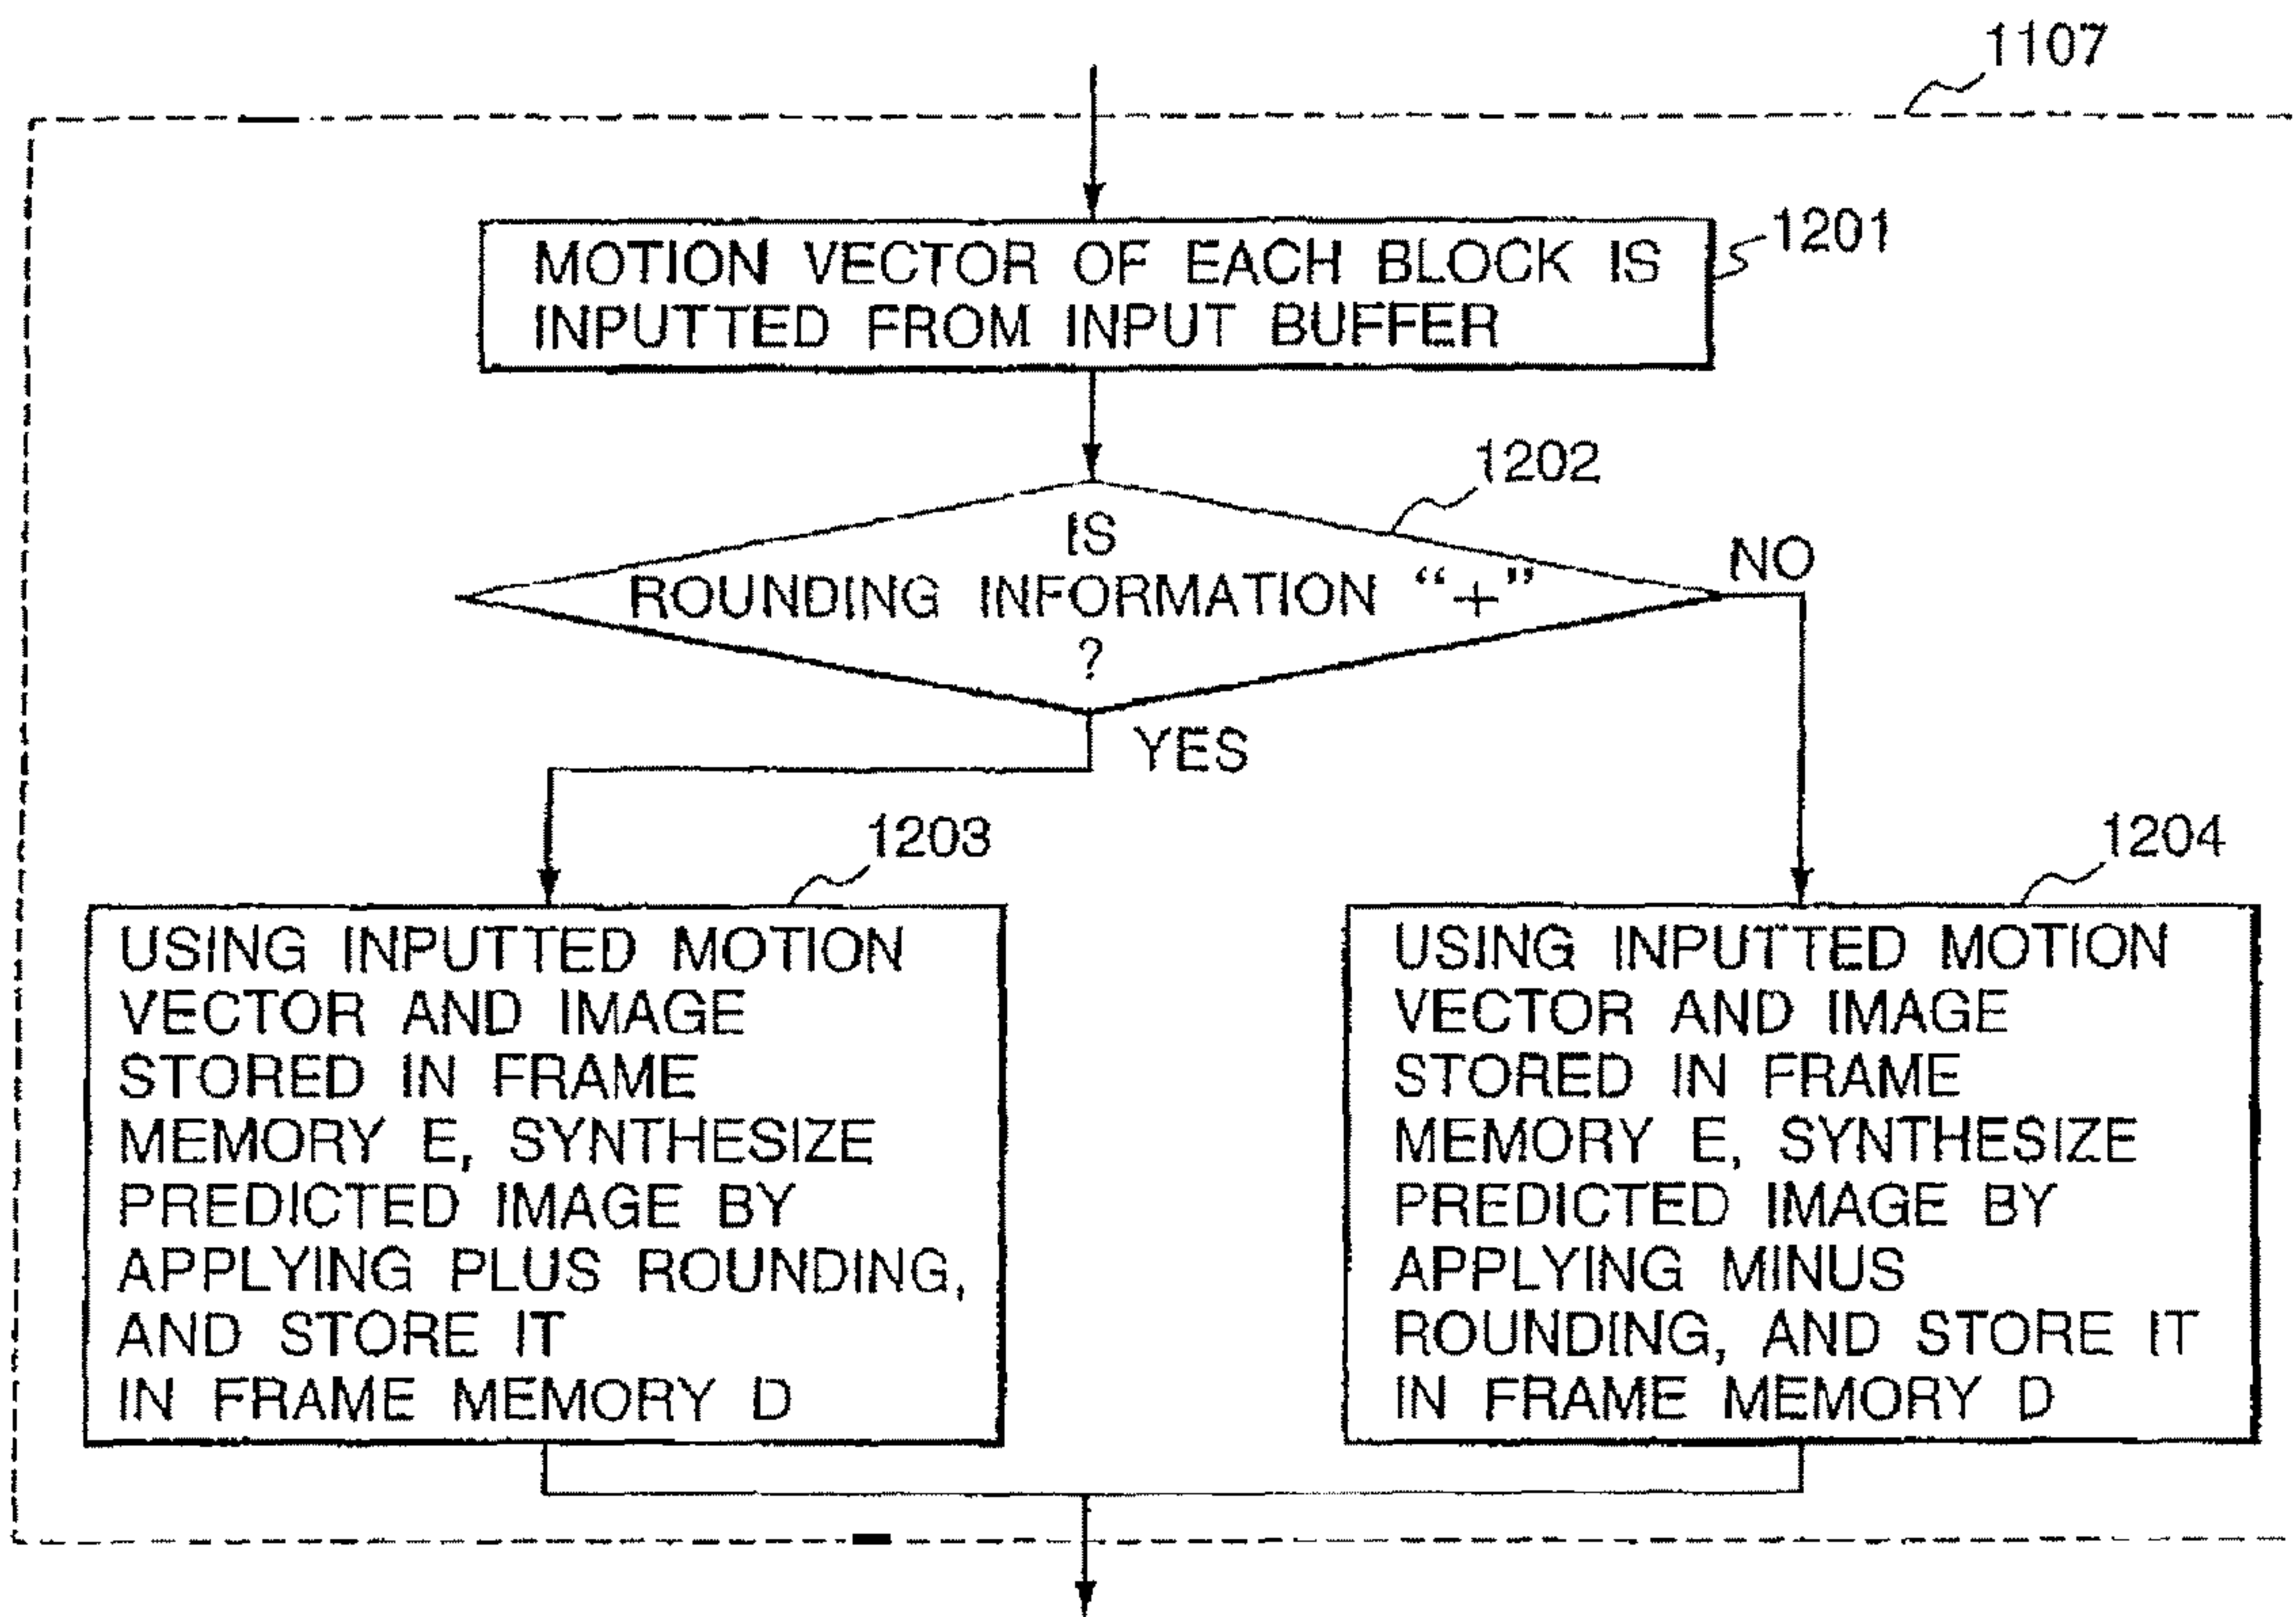 1107
MOTION VECTOR OF EACH BLOCK IS
INPUTTED FROM INPUT BUFFER
1201
1202
IS
ROUNDING INFORMATION “+”
?
NO
YES
1203
USING INPUTTED MOTION
VECTOR AND IMAGE
STORED IN FRAME
MEMORY E, SYNTHESIZE
PREDICTED IMAGE BY
APPLYING PLUS ROUNDING,
AND STORE IT
IN FRAME MEMORY D
1204
USING INPUTTED MOTION
VECTOR AND IMAGE
STORED IN FRAME
MEMORY E, SYNTHESIZE
PREDICTED IMAGE BY
APPLYING MINUS
ROUNDING, AND STORE IT
IN FRAME MEMORY D